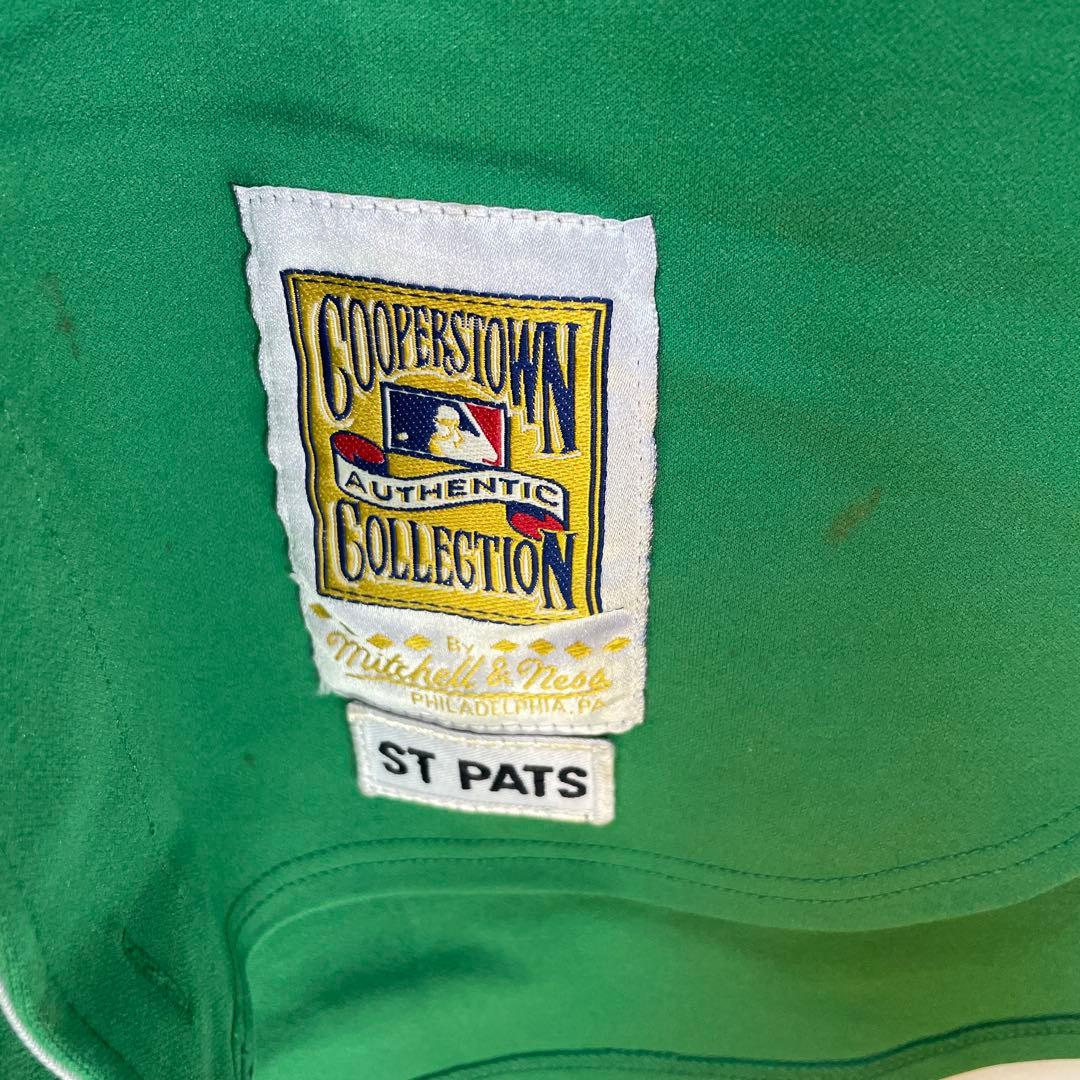 COOPERSTOWN
AUTHENTIC
COLLECTION
By
Mitchell & Ness
PHILADELPHIA, PA
ST PATS